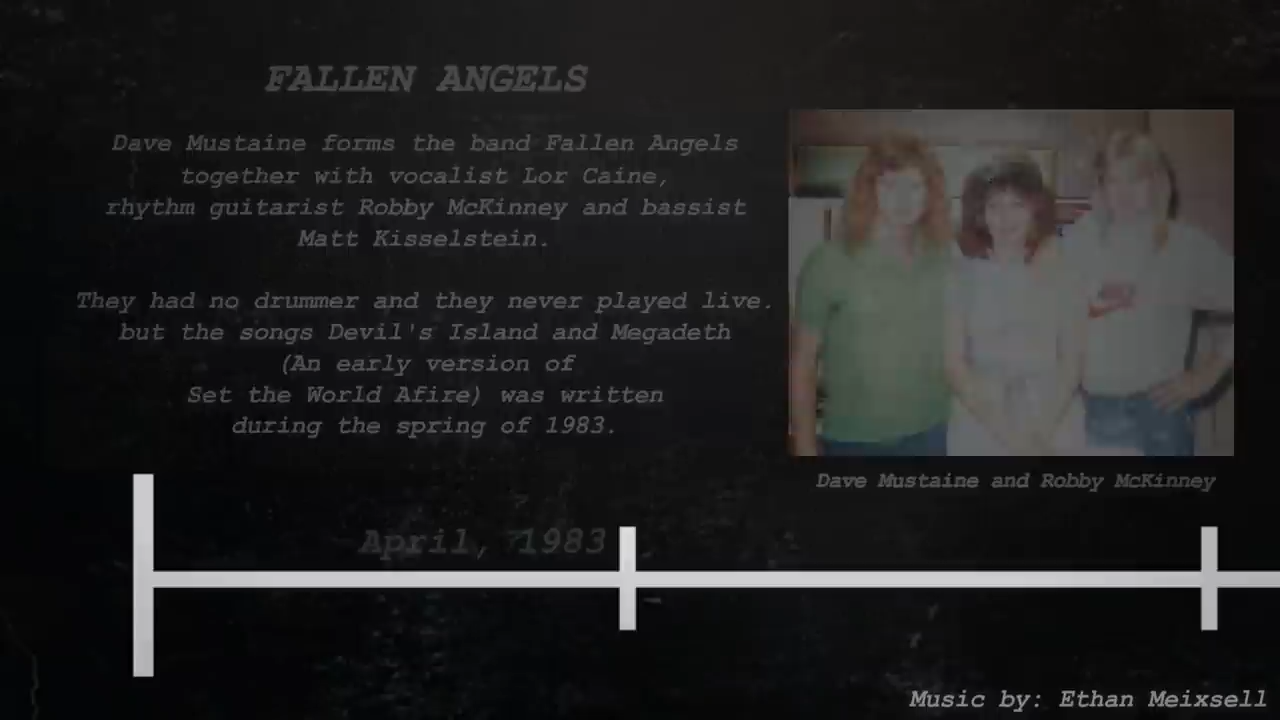 FALLEN ANGELS
Dave Mustaine forms the band Fallen Angels
together with vocalist Lor Caine,
rhythm guitarist Robby McKinney and bassist
Matt Kisselstein.
They had no drummer and they never played live.
but the songs Devil's Island and Megadeth
(An early version of
Set the World Afire) was written
during the spring of 1983.
Dave Mustaine and Robby McKinney
April, 1983
Music by: Ethan Meixsell